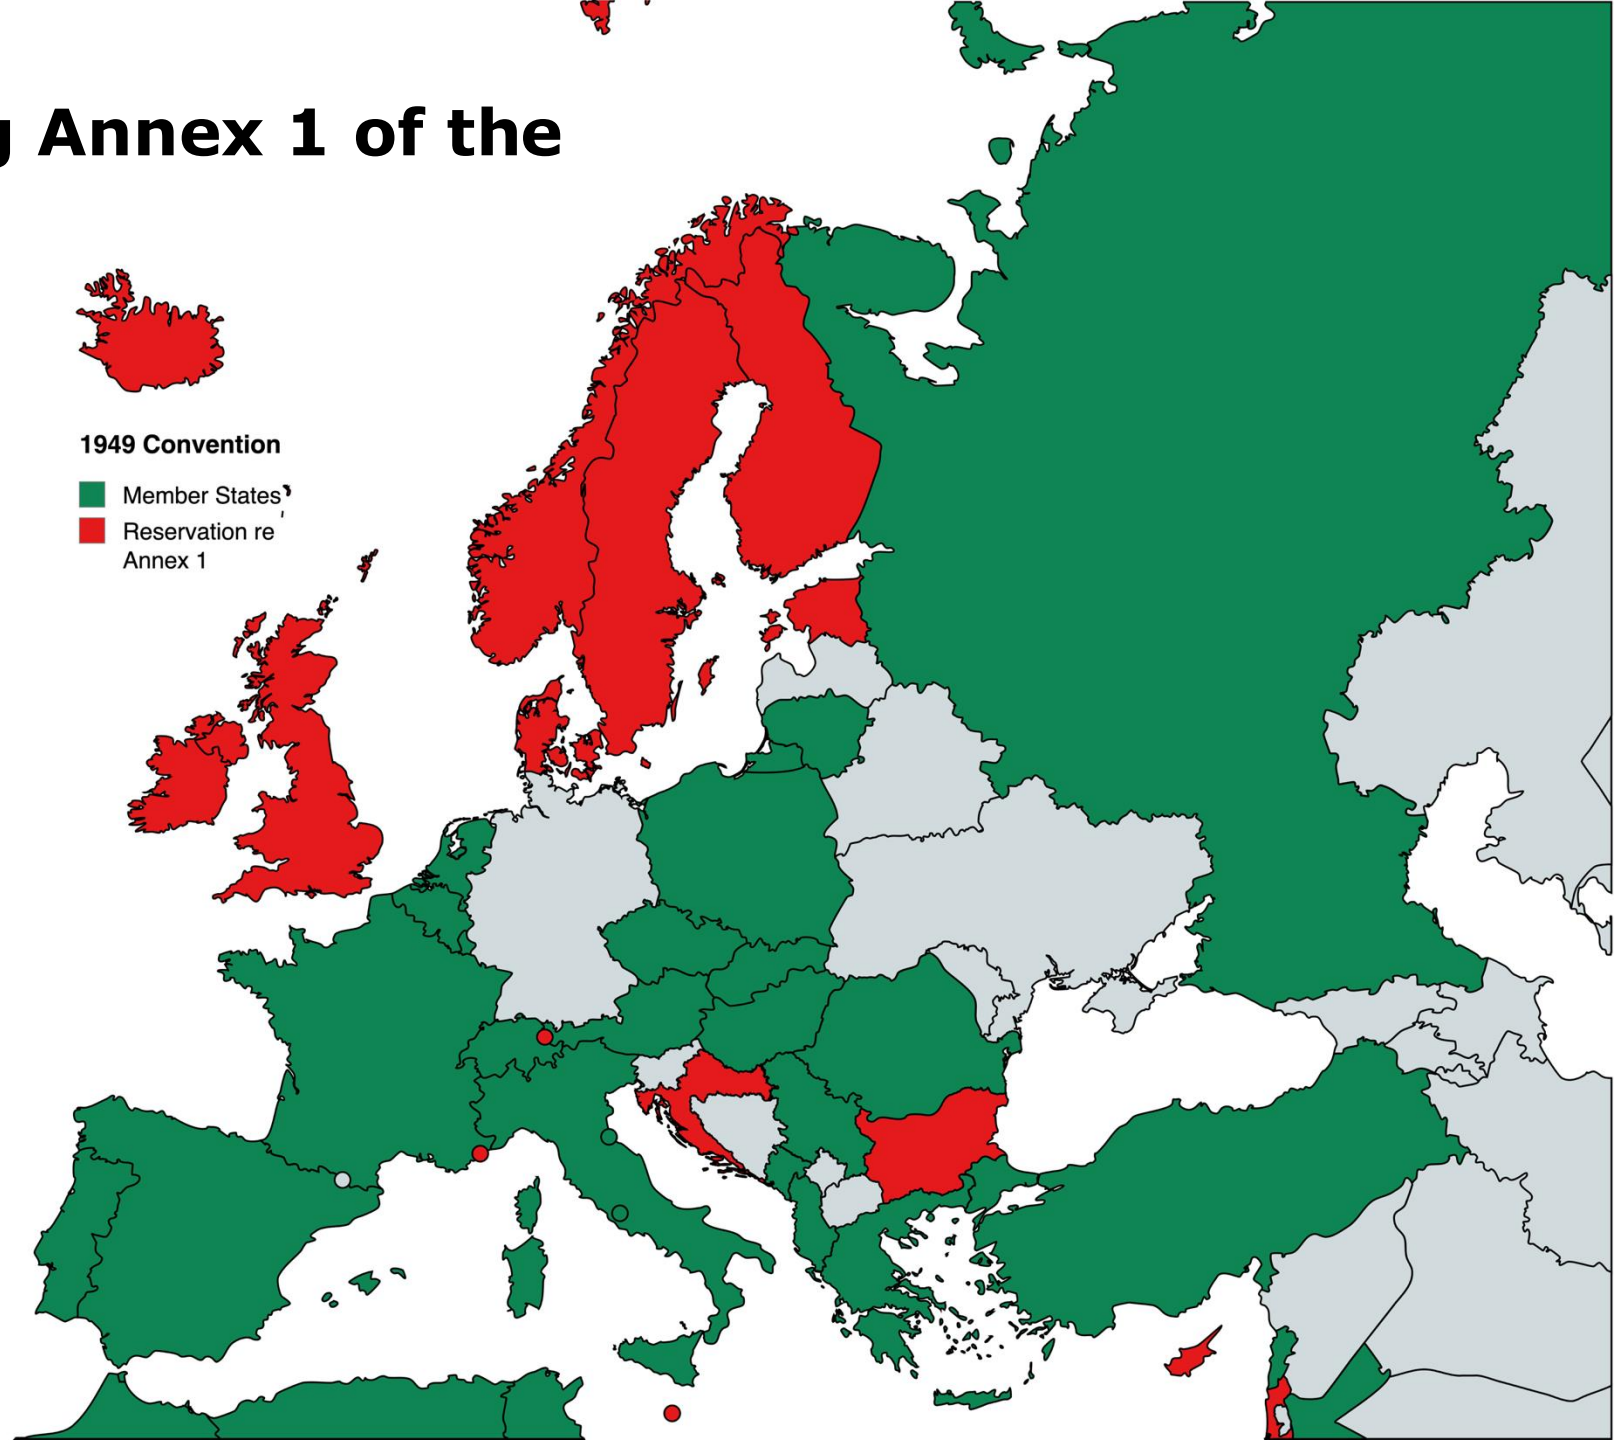 g Annex 1 of the
1949 Convention
Member States
Reservation re
Annex 1